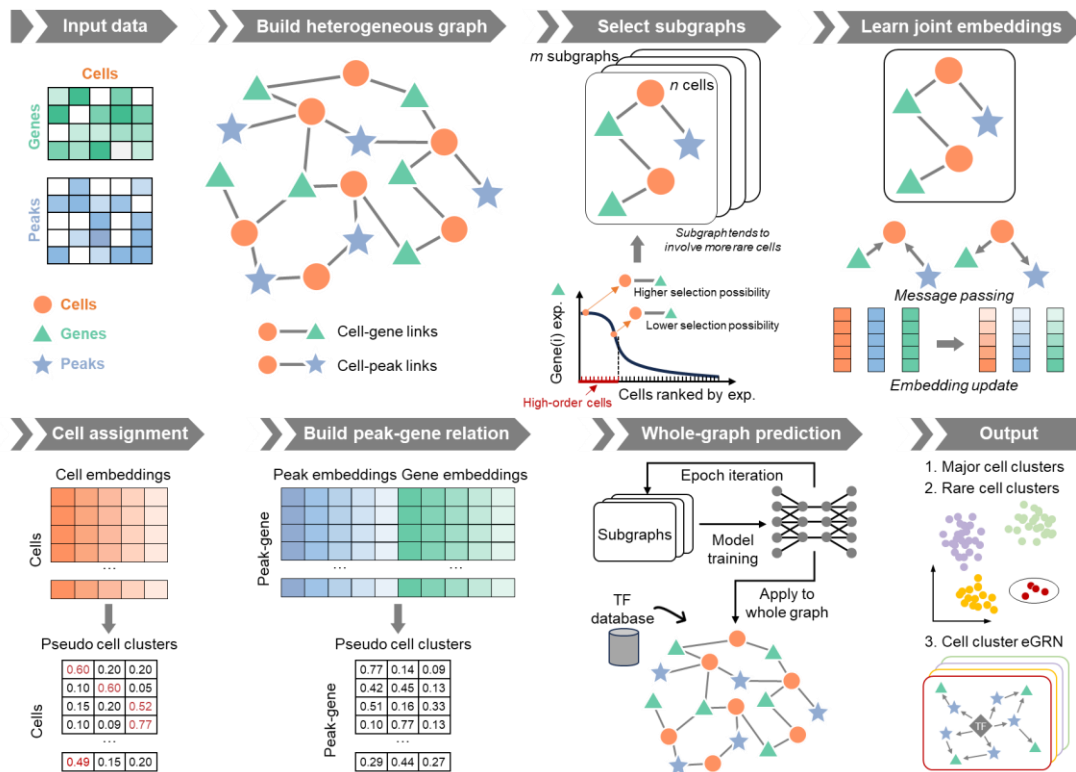 Input data
Build heterogeneous graph
Select subgraphs
Learn joint embeddings
Cells
Genes
Peaks
Cells
Genes
Peaks
Cell-gene links
Cell-peak links
m subgraphs
n cells
Subgraph tends to
involve more rare cells
Higher selection possibility
Lower selection possibility
Gene(i) exp.
High-order cells
Cells ranked by exp.
Message passing
Embedding update
Cell assignment
Build peak-gene relation
Whole-graph prediction
Output
Cell embeddings
Cells
...
Pseudo cell clusters
Cells
0.60 0.20 0.20
0.10 0.60 0.05
0.15 0.20 0.52
0.10 0.09 0.77
...
0.49 0.15 0.20
Peak embeddings Gene embeddings
Peak-gene
... ...
Pseudo cell clusters
Peak-gene
0.77 0.14 0.09
0.42 0.45 0.13
0.51 0.16 0.33
0.10 0.77 0.13
...
0.29 0.44 0.27
Epoch iteration
Subgraphs
Model
training
Apply to
whole graph
TF
database
1. Major cell clusters
2. Rare cell clusters
3. Cell cluster eGRN
TF